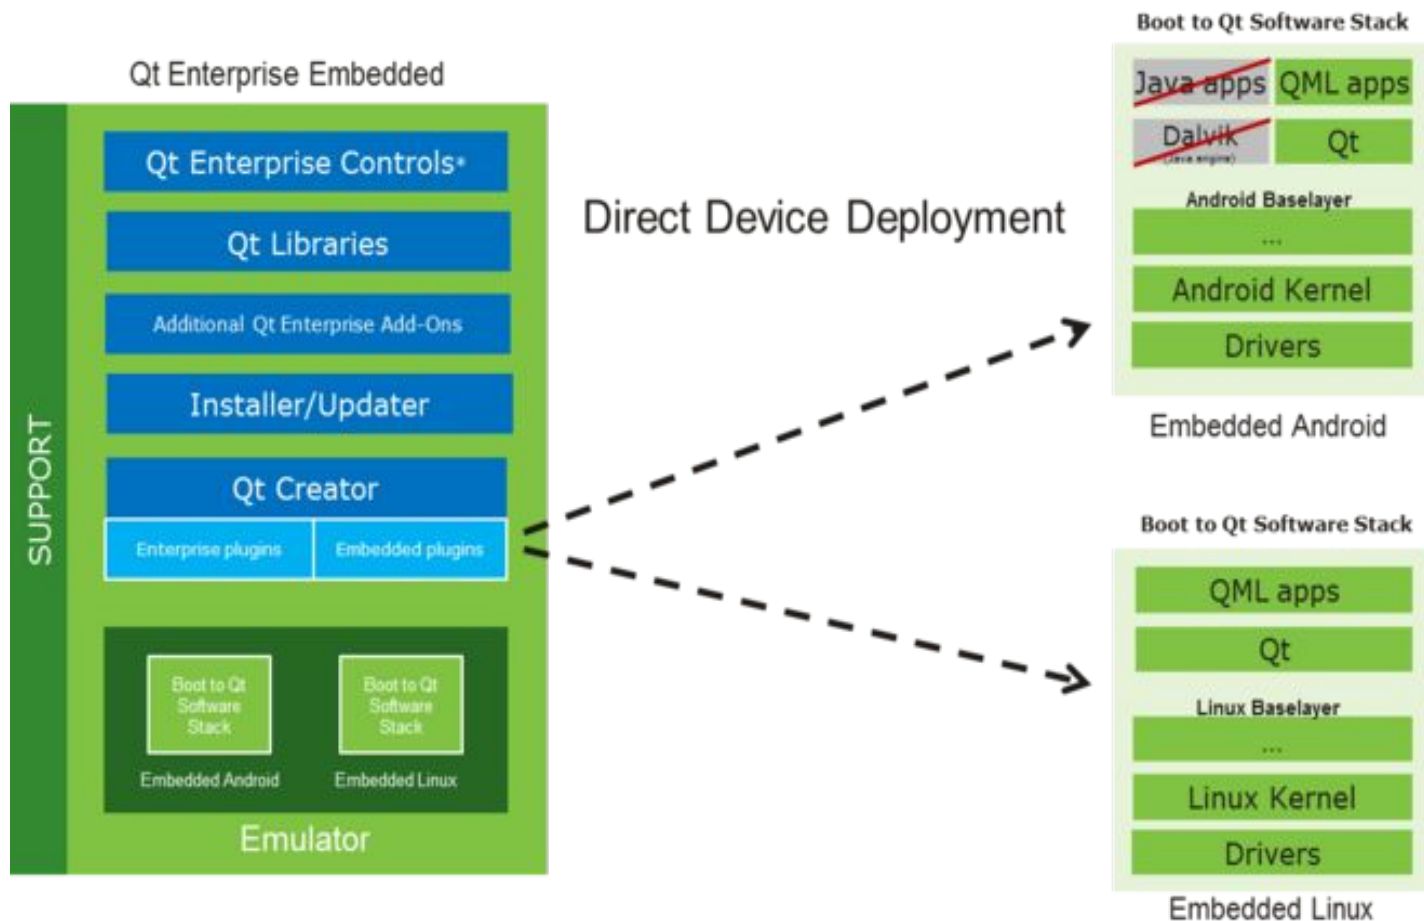 Qt Enterprise Embedded
SUPPORT
Qt Enterprise Controls*
Qt Libraries
Additional Qt Enterprise Add-Ons
Installer/Updater
Qt Creator
Enterprise plugins
Embedded plugins
Boot to Qt
Software
Stack
Embedded Android
Boot to Qt
Software
Stack
Embedded Linux
Emulator
Direct Device Deployment
Boot to Qt Software Stack
Java apps
QML apps
Dalvik
(Java engine)
Qt
Android Baselayer
...
Android Kernel
Drivers
Embedded Android
Boot to Qt Software Stack
QML apps
Qt
Linux Baselayer
...
Linux Kernel
Drivers
Embedded Linux